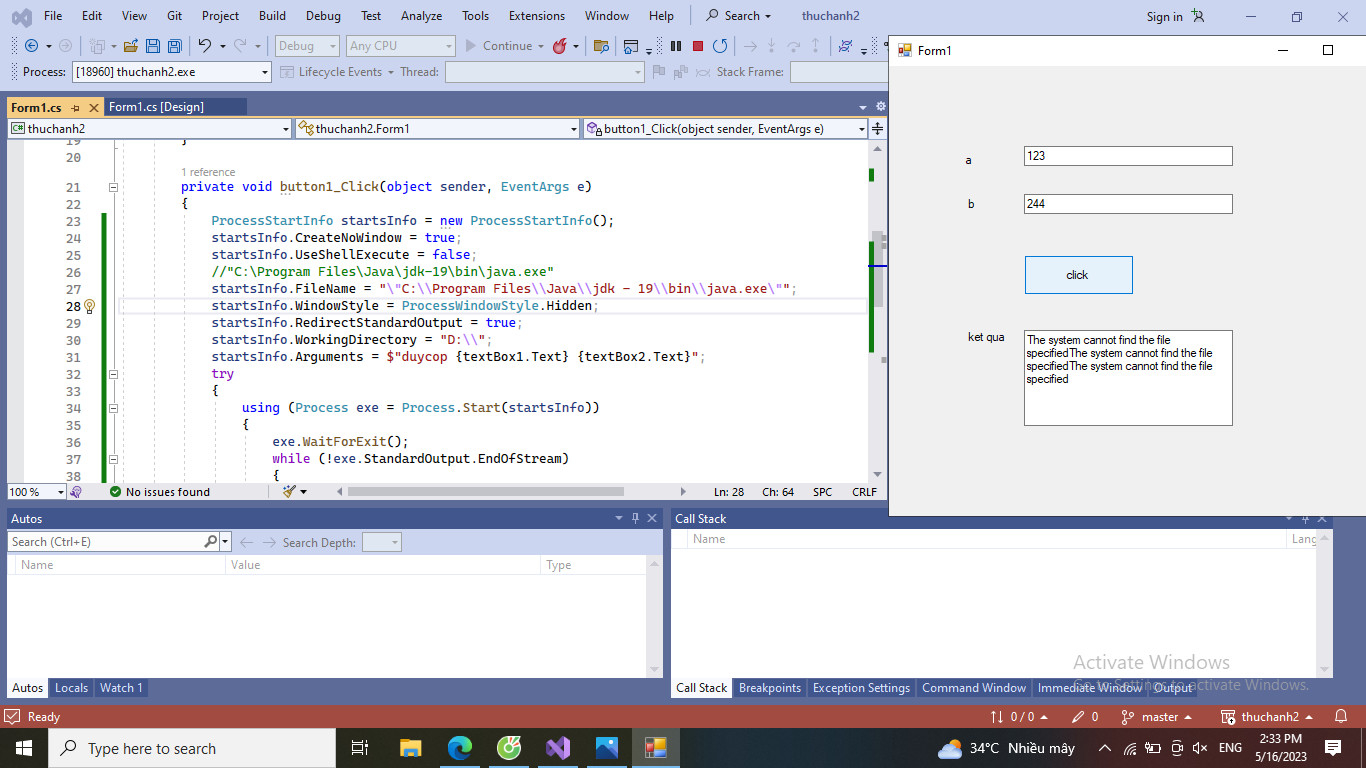 File Edit View Git Project Build Debug Test Analyze Tools Extensions Window Help Search thuchanh2 Sign in
Debug Any CPU Continue
Process: [18960] thuchanh2.exe Lifecycle Events Thread: Stack Frame:
Form1.cs Form1.cs [Design]
C# thuchanh2 thuchanh2.Form1 button1_Click(object sender, EventArgs e)
19 }
20
1 reference
21 private void button1_Click(object sender, EventArgs e)
22 {
23 ProcessStartInfo startsInfo = new ProcessStartInfo();
24 startsInfo.CreateNoWindow = true;
25 startsInfo.UseShellExecute = false;
26 //"C:\Program Files\Java\jdk-19\bin\java.exe"
27 startsInfo.FileName = "\"C:\\Program Files\\Java\\jdk - 19\\bin\\java.exe\"";
28 startsInfo.WindowStyle = ProcessWindowStyle.Hidden;
29 startsInfo.RedirectStandardOutput = true;
30 startsInfo.WorkingDirectory = "D:\\";
31 startsInfo.Arguments = $"duycop {textBox1.Text} {textBox2.Text}";
32 try
33 {
34 using (Process exe = Process.Start(startsInfo))
35 {
36 exe.WaitForExit();
37 while (!exe.StandardOutput.EndOfStream)
38 {
100 % No issues found Ln: 28 Ch: 64 SPC CRLF
Form1
a 123
b 244
click
ket qua
The system cannot find the file
specifiedThe system cannot find the file
specifiedThe system cannot find the file
specified
Autos
Search (Ctrl+E) Search Depth:
Name Value Type
Autos Locals Watch 1
Call Stack
Name Lang
Call Stack Breakpoints Exception Settings Command Window Immediate Window Output
Activate Windows
Go to Settings to activate Windows.
Ready 0 / 0 0 master thuchanh2
Type here to search
34°C Nhiều mây ENG
2:33 PM
5/16/2023